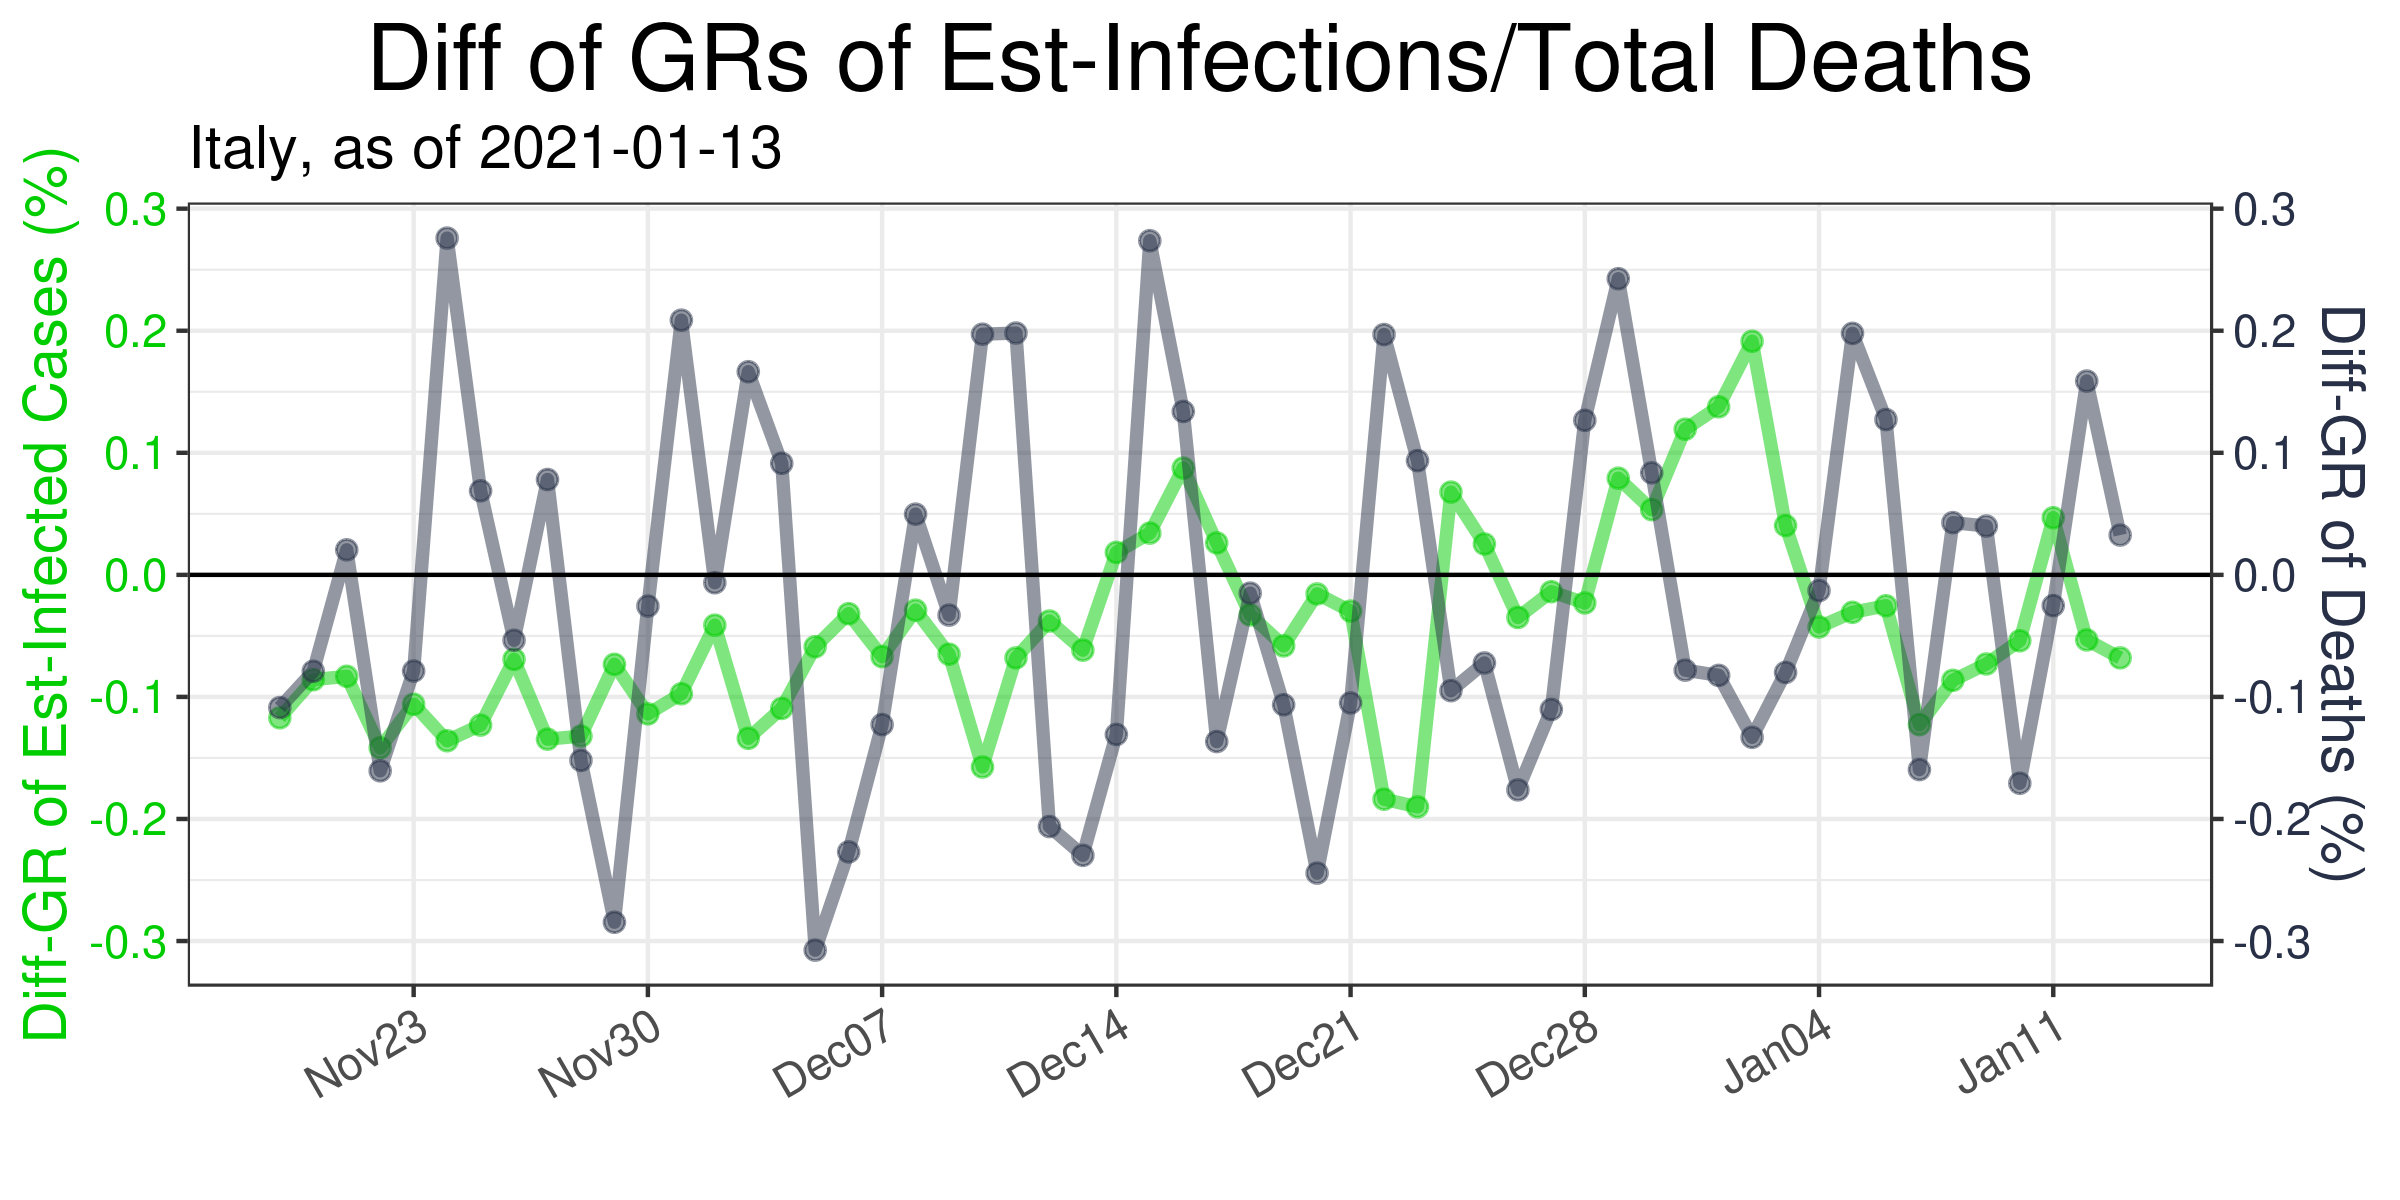 Diff of GRs of Est-Infections/Total Deaths
Italy, as of 2021-01-13
Diff-GR of Est-Infected Cases (%)
0.3
0.2
0.1
0.0
-0.1
-0.2
-0.3
0.3
0.2
0.1
0.0
-0.1
-0.2
-0.3
Diff-GR of Deaths (%)
Nov23
Nov30
Dec07
Dec14
Dec21
Dec28
Jan04
Jan11